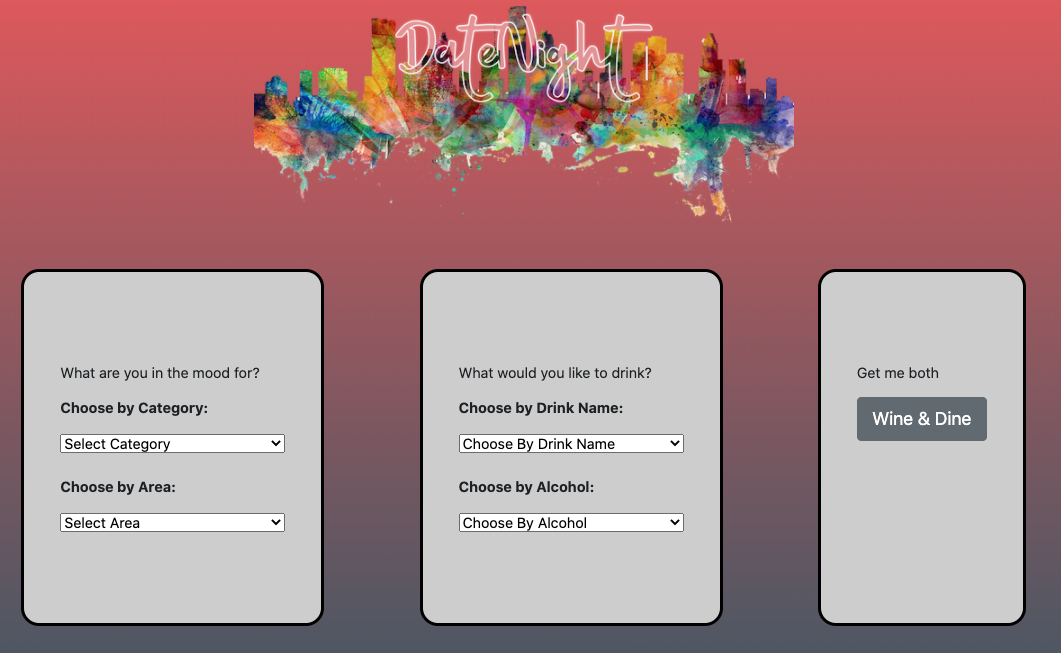 DateNight
What are you in the mood for?
Choose by Category:
Select Category
Choose by Area:
Select Area
What would you like to drink?
Choose by Drink Name:
Choose By Drink Name
Choose by Alcohol:
Choose By Alcohol
Get me both
Wine & Dine